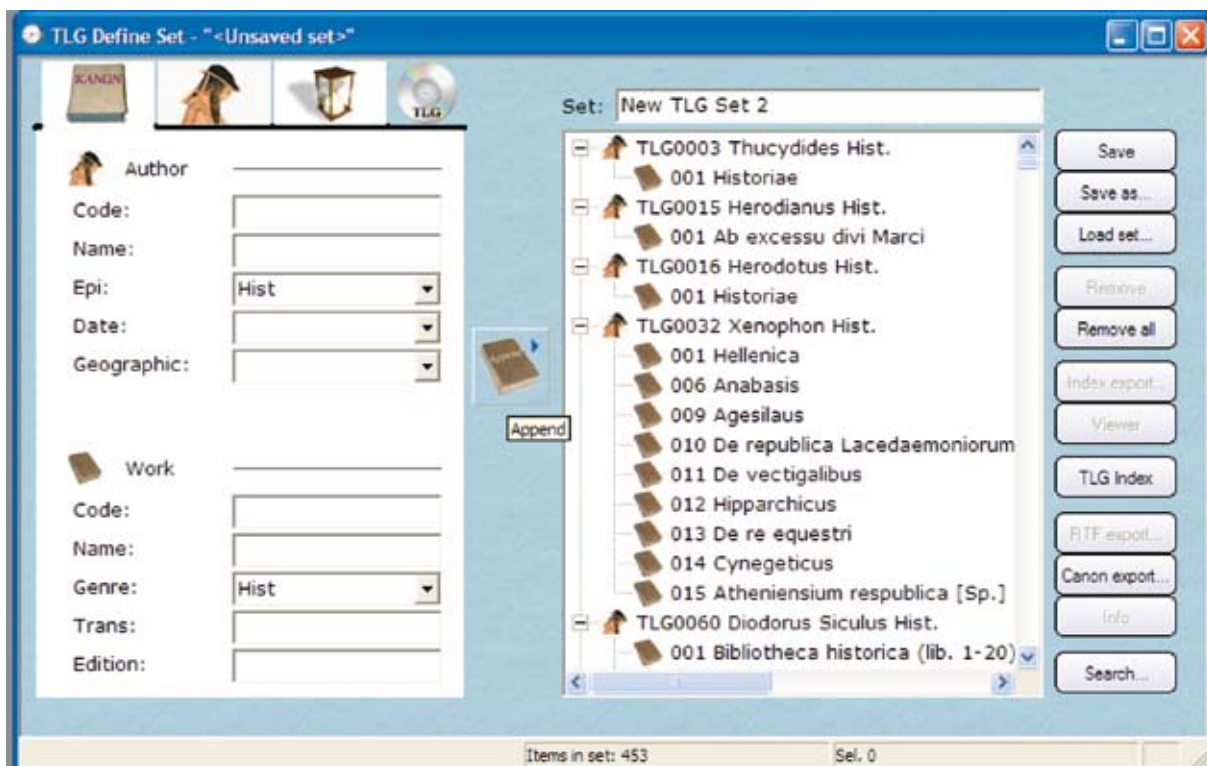 TLG Define Set - "<Unsaved set>"
KANON
TLG
Author
Code:
Name:
Epi: Hist
Date:
Geographic:
Work
Code:
Name:
Genre: Hist
Trans:
Edition:
Append
Set: New TLG Set 2
TLG0003 Thucydides Hist.
001 Historiae
TLG0015 Herodianus Hist.
001 Ab excessu divi Marci
TLG0016 Herodotus Hist.
001 Historiae
TLG0032 Xenophon Hist.
001 Hellenica
006 Anabasis
009 Agesilaus
010 De republica Lacedaemoniorum
011 De vectigalibus
012 Hipparchicus
013 De re equestri
014 Cynegeticus
015 Atheniensium respublica [Sp.]
TLG0060 Diodorus Siculus Hist.
001 Bibliotheca historica (lib. 1-20)
Save
Save as...
Load set...
Remove
Remove all
Index export...
Viewer
TLG Index
RTF export...
Canon export...
Info
Search...
Items in set: 453
Sel. 0